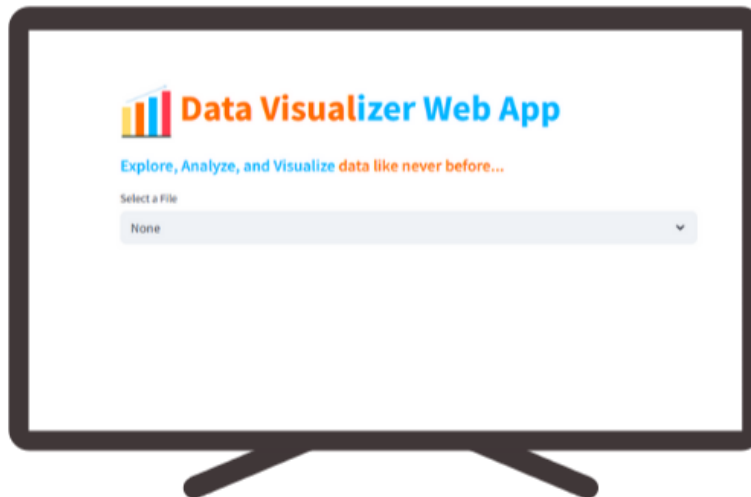 Data Visualizer Web App
Explore, Analyze, and Visualize data like never before...
Select a File
None